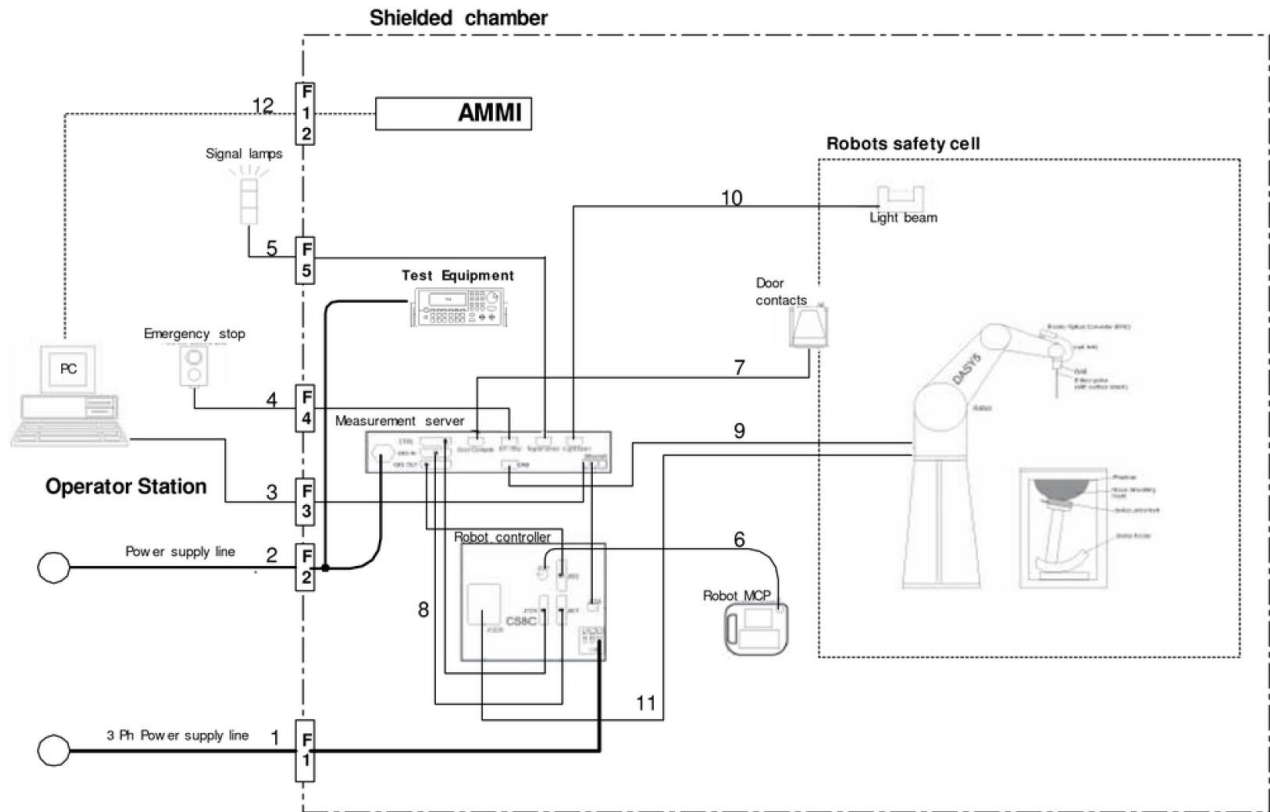 Shielded chamber
12
F
1
2
AMMI
Signal lamps
Robots safety cell
10
Light beam
5
F
5
Test Equipment
Door
contacts
Emergency stop
PC
DASY5
7
4
F
4
Measurement server
9
Operator Station
3
F
3
Power supply line
2
F
2
Robot controller
6
8
CS8C
Robot MCP
11
3 Ph Power supply line
1
F
1